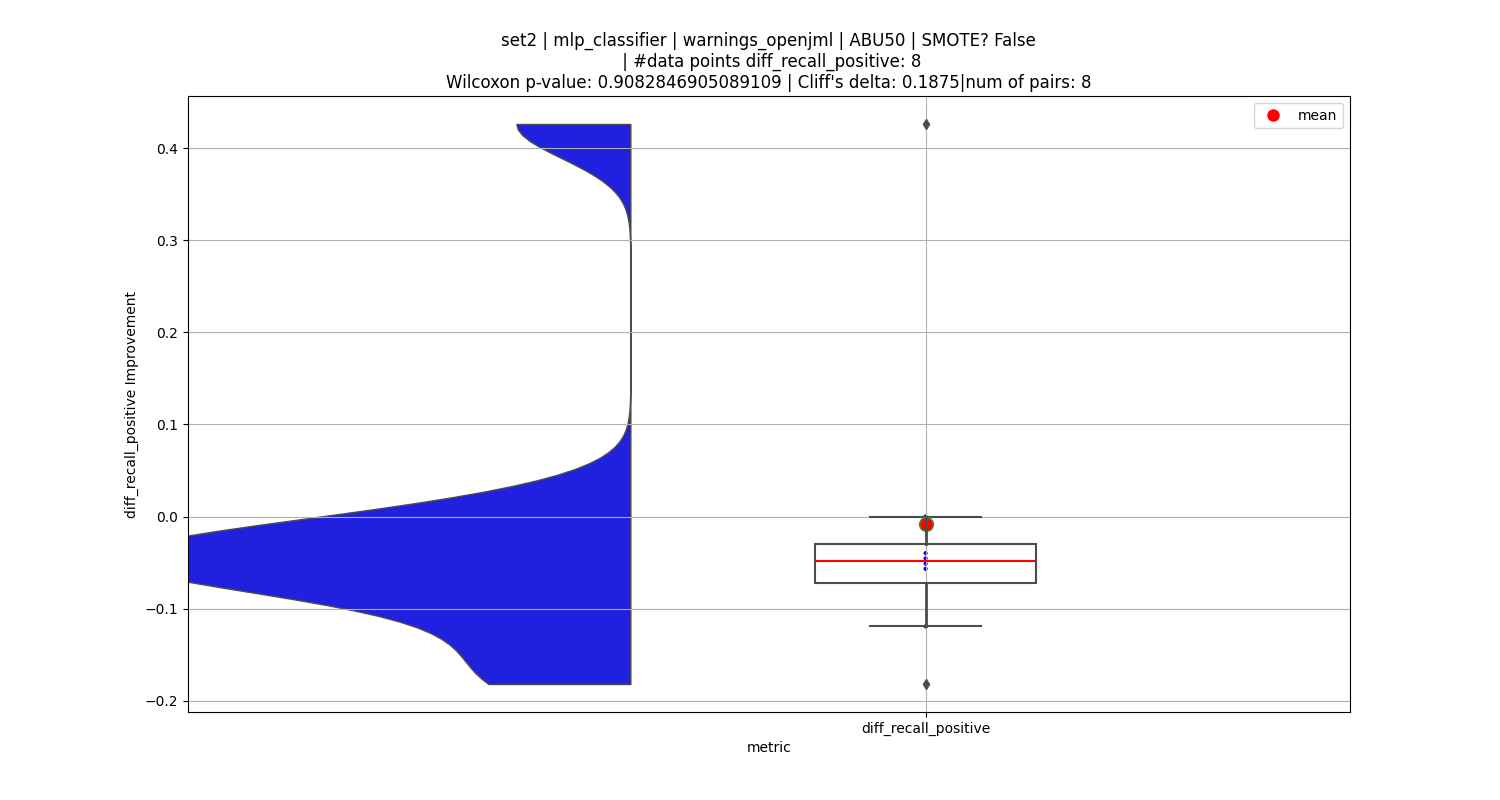 set2 | mlp_classifier | warnings_openjml | ABU50 | SMOTE? False
| #data points diff_recall_positive: 8
Wilcoxon p-value: 0.9082846905089109 | Cliff's delta: 0.1875|num of pairs: 8
mean
0.4
0.3
0.2
0.1
0.0
−0.1
−0.2
diff_recall_positive Improvement
diff_recall_positive
metric